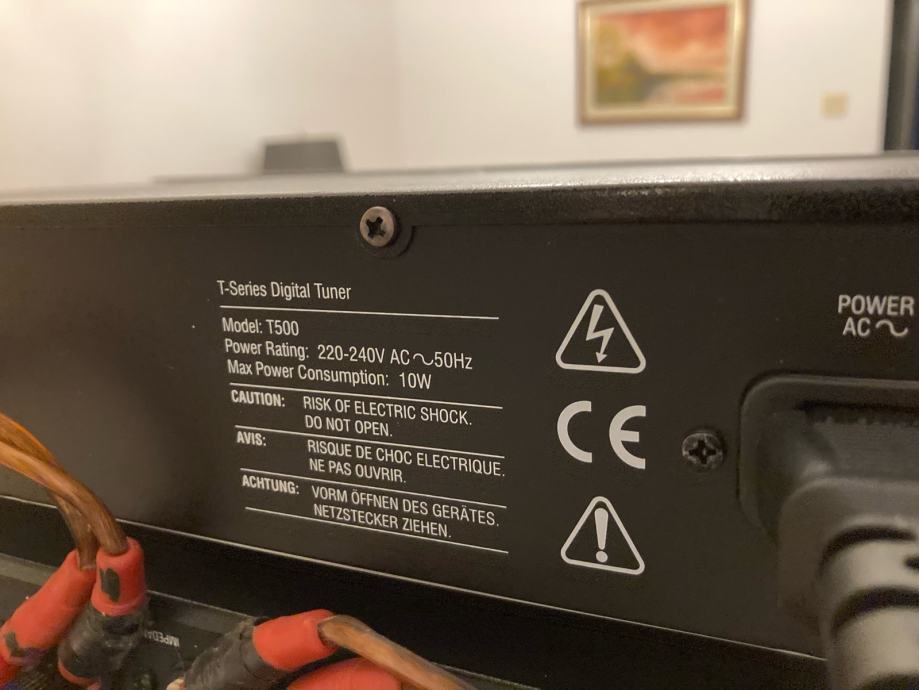 T-Series Digital Tuner
Model: T500
Power Rating: 220-240V AC ～50Hz
Max Power Consumption: 10W
CAUTION: RISK OF ELECTRIC SHOCK.
DO NOT OPEN.
AVIS: RISQUE DE CHOC ELECTRIQUE.
NE PAS OUVRIR.
ACHTUNG: VORM ÖFFNEN DES GERÄTES.
NETZSTECKER ZIEHEN.
CE
POWER
AC ～